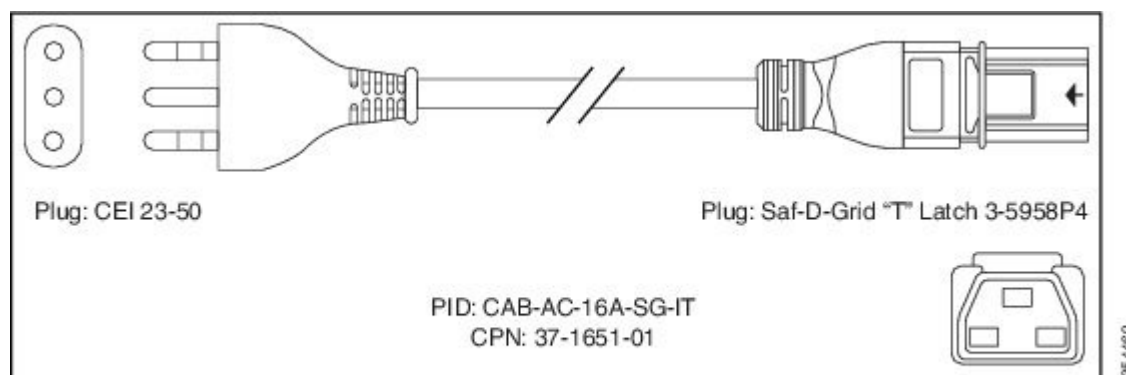 Plug: CEI 23-50
Plug: Saf-D-Grid “T” Latch 3-5958P4
PID: CAB-AC-16A-SG-IT
CPN: 37-1651-01